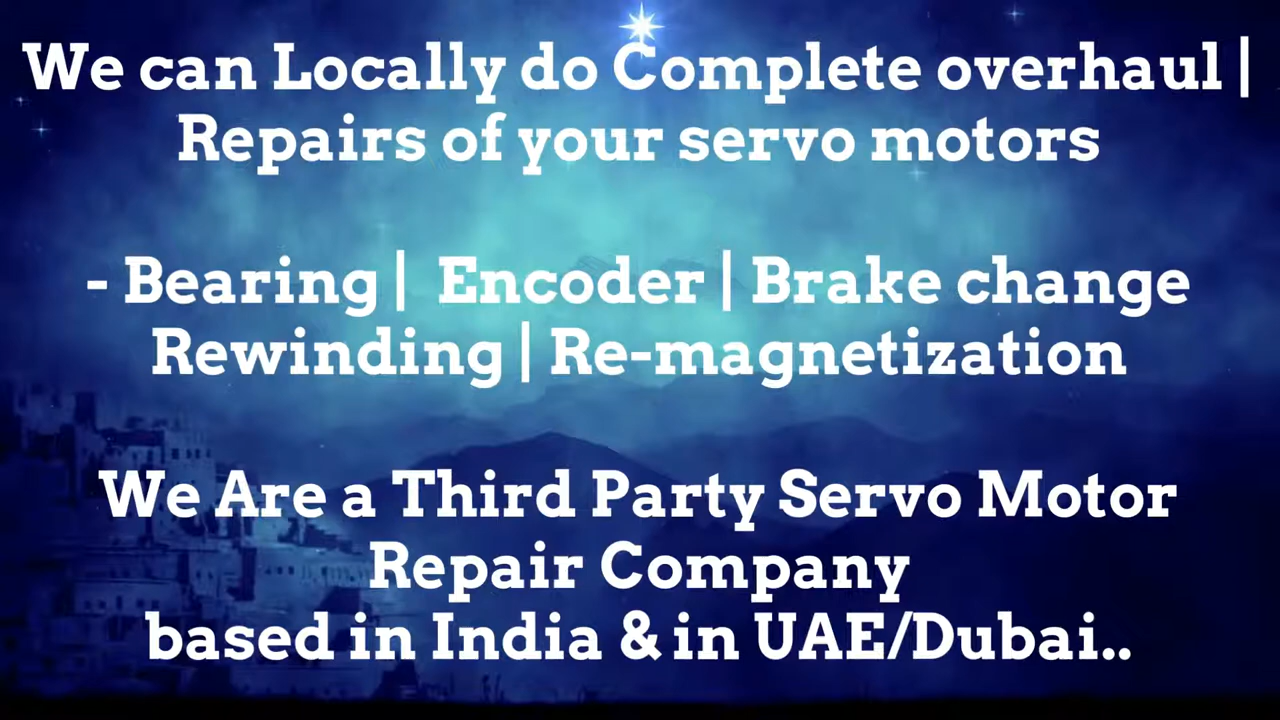 We can Locally do Complete overhaul |
Repairs of your servo motors
- Bearing | Encoder | Brake change
Rewinding | Re-magnetization
We Are a Third Party Servo Motor
Repair Company
based in India & in UAE/Dubai..